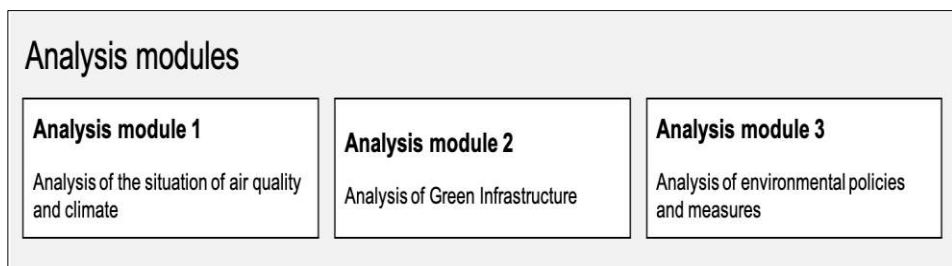 Analysis modules
Analysis module 1
Analysis of the situation of air quality
and climate
Analysis module 2
Analysis of Green Infrastructure
Analysis module 3
Analysis of environmental policies
and measures